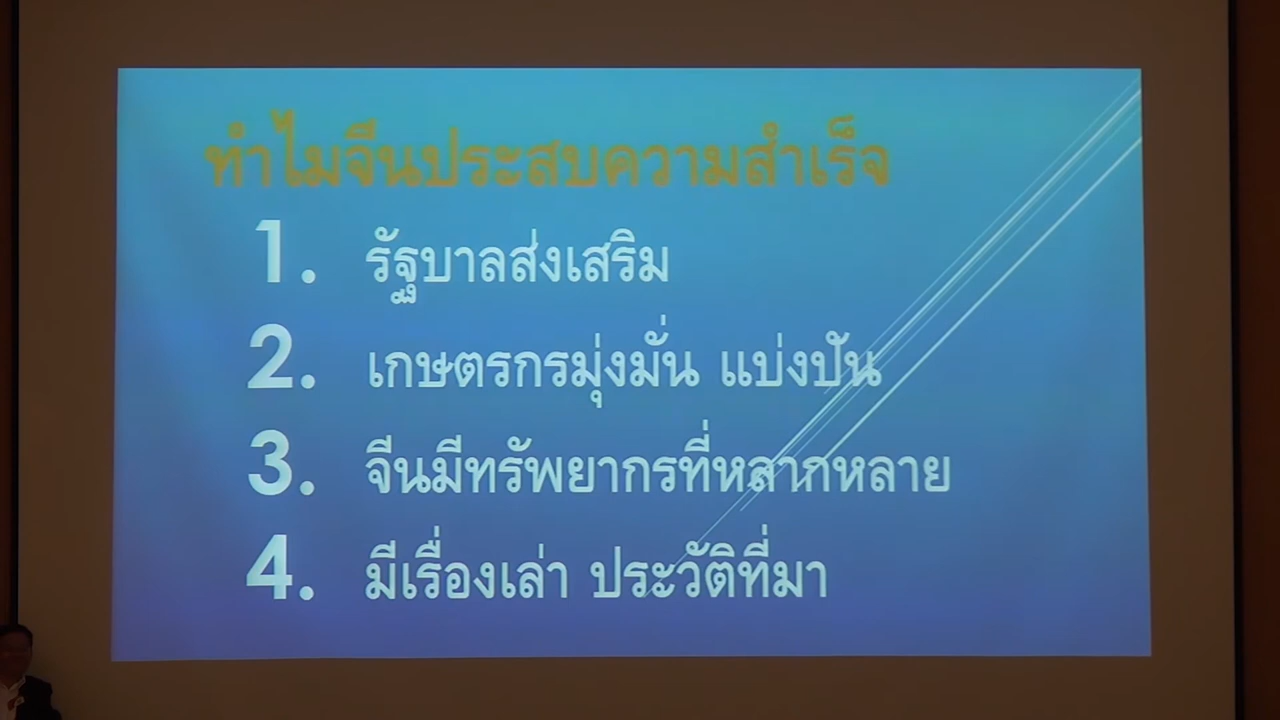 ทำไมจีนประสบความสำเร็จ
1. รัฐบาลส่งเสริม
2. เกษตรกรมุ่งมั่น แบ่งปัน
3. จีนมีทรัพยากรที่หลากหลาย
4. มีเรื่องเล่า ประวัติที่มา